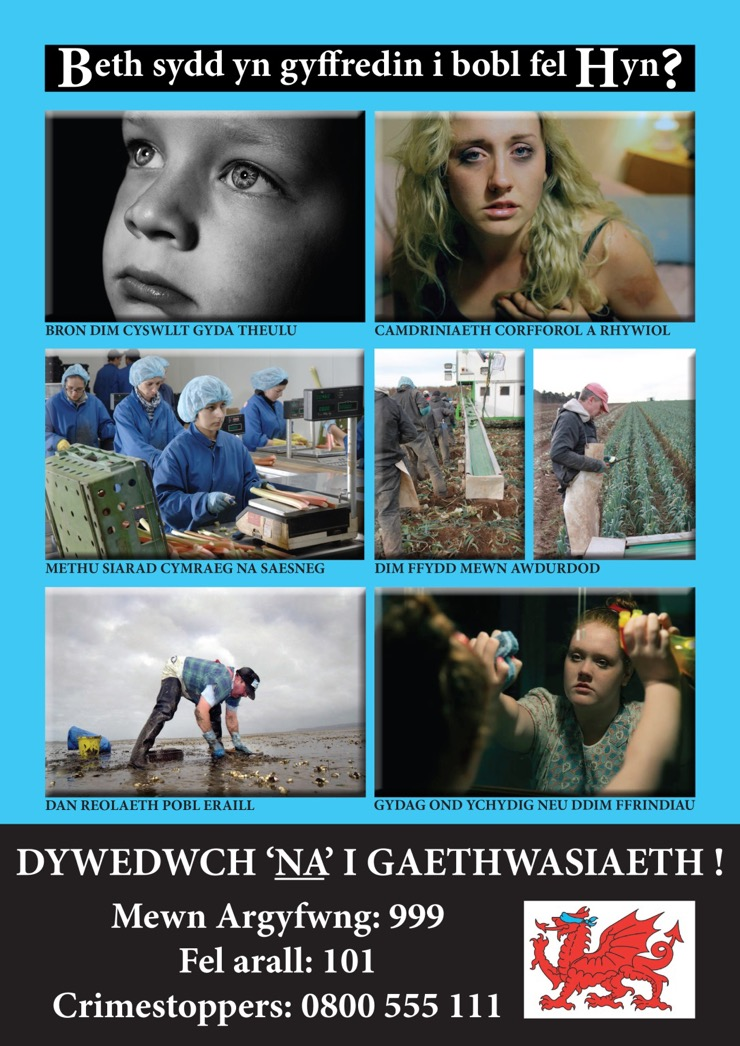 Beth sydd yn gyffredin i bobl fel Hyn?
BRON DIM CYSWLLT GYDA THEULU
CAMDRINIAETH CORFFOROL A RHYWIOL
METHU SIARAD CYMRAEG NA SAESNEG
DIM FFYDD MEWN AWDURDOD
DAN REOLAETH POBL ERAILL
GYDAG OND YCHYDIG NEU DDIM FFRINDIAU
DYWEDWCH ‘NA’ I GAETHWASIAETH !
Mewn Argyfwng: 999
Fel arall: 101
Crimestoppers: 0800 555 111